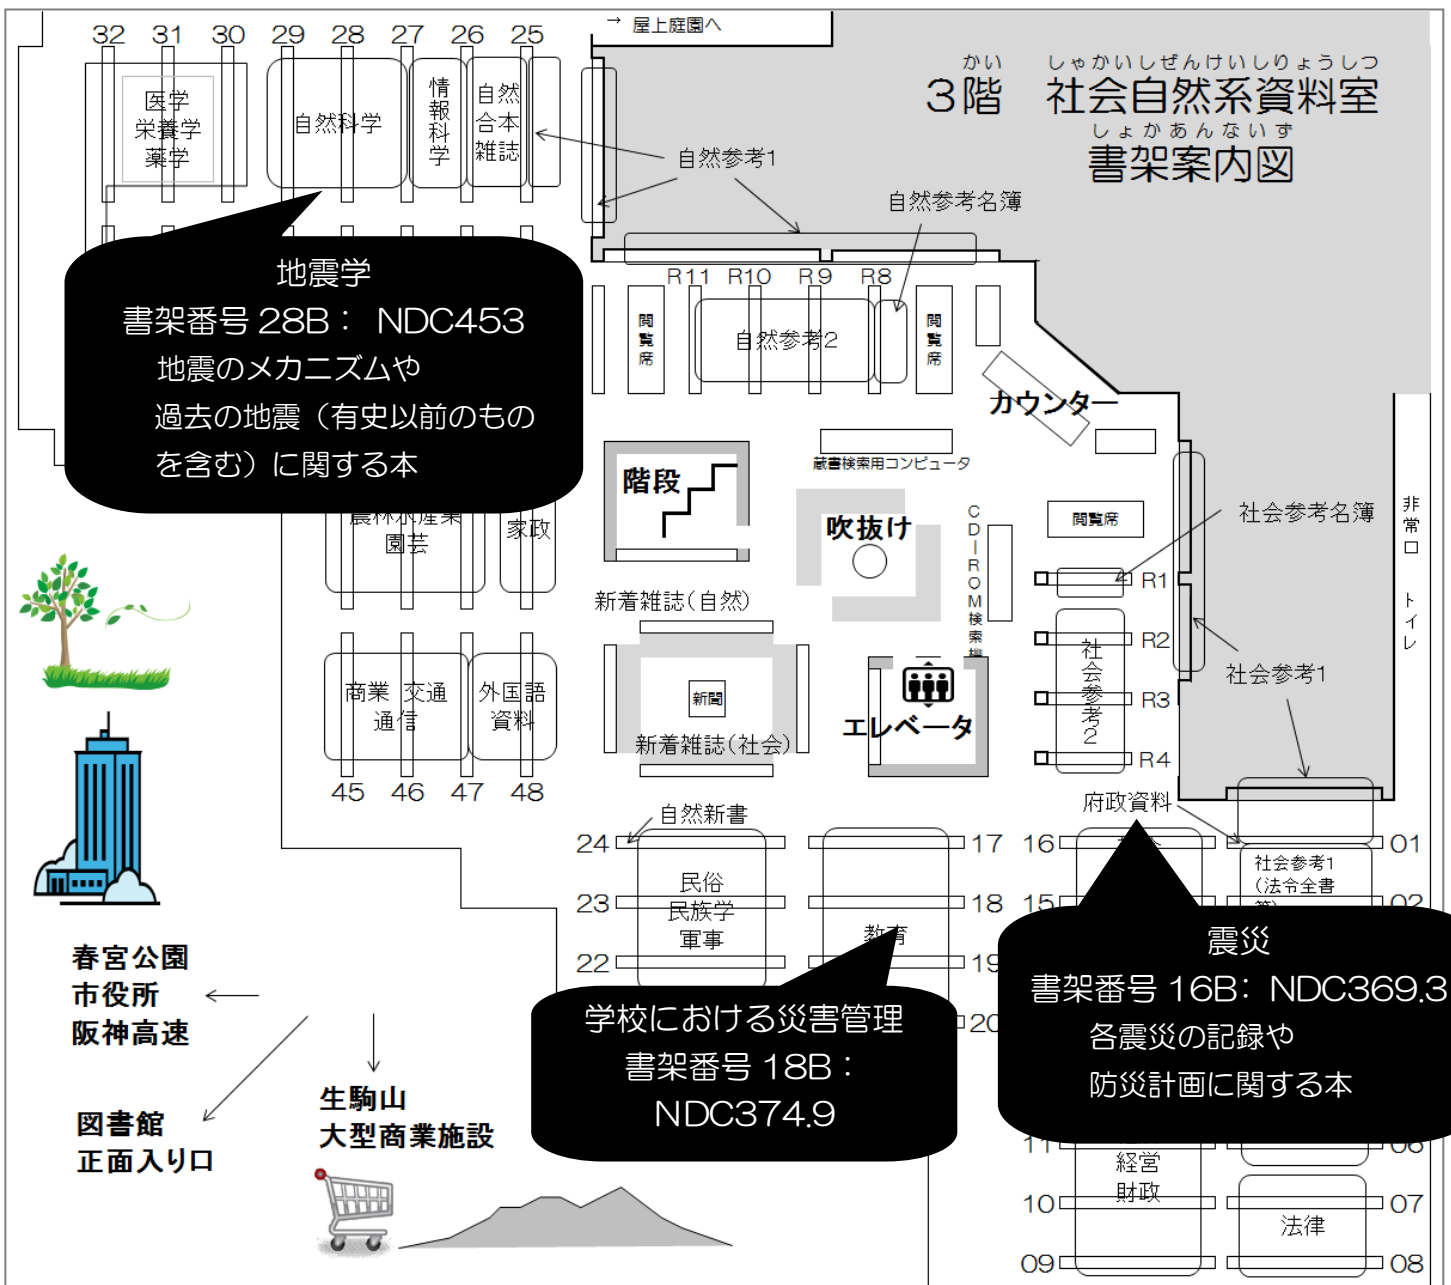 → 屋上庭園へ
かい しゃかいしぜんけいしりょうしつ
3階 社会自然系資料室
しょかあんないず
書架案内図
32 31 30 29 28 27 26 25
医学
栄養学
薬学
自然科学
情報科学
自然
合本
雑誌
自然参考1
自然参考名簿
地震学
書架番号 28B： NDC453
地震のメカニズムや
過去の地震（有史以前のもの
を含む）に関する本
R11 R10 R9 R8
閲覧席
自然参考2
閲覧席
カウンター
蔵書検索用コンピュータ
階段
吹抜け
CD|ROM検索機
閲覧席
社会参考名簿
非常口 トイレ
農林水産業
園芸
家政
R1
R2
R3
R4
社会参考2
社会参考1
新着雑誌(自然)
新聞
新着雑誌(社会)
エレベータ
商業 交通
通信
外国語
資料
45 46 47 48
府政資料
自然新書
24
23
22
民俗
民族学
軍事
17
18
19
20
教育
16
15
社会参考1
(法令全書
等)
01
02
震災
書架番号 16B： NDC369.3
各震災の記録や
防災計画に関する本
学校における災害管理
書架番号 18B：
NDC374.9
春宮公園
市役所
阪神高速
図書館
正面入り口
生駒山
大型商業施設
11
10
09
経営
財政
06
07
08
法律